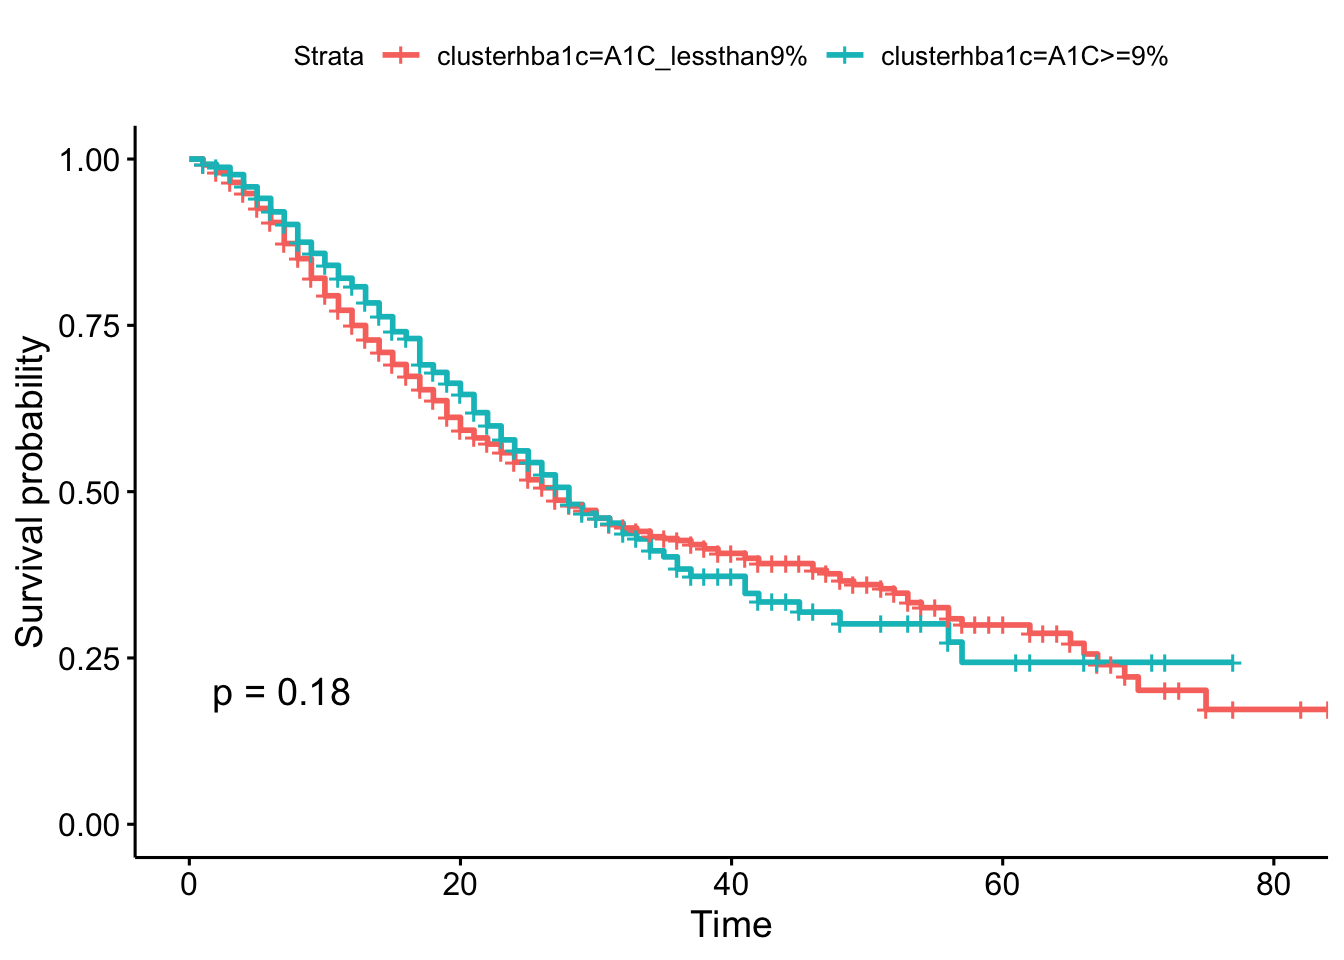 Strata clusterhba1c=A1C_lessthan9% clusterhba1c=A1C>=9%
1.00
0.75
0.50
0.25
0.00
Survival probability
p = 0.18
0 20 40 60 80
Time